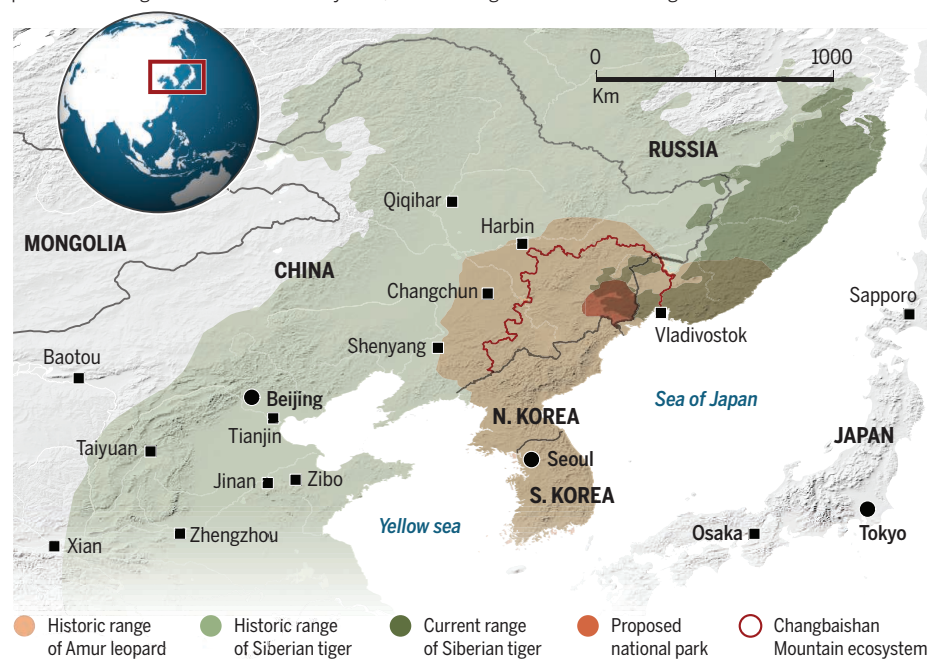 0
1000
Km
RUSSIA
Qiqihar
Harbin
MONGOLIA
CHINA
Changchun
Sapporo
Vladivostok
Shenyang
Baotou
Beijing
Sea of Japan
N. KOREA
Tianjin
JAPAN
Taiyuan
Seoul
Jinan
Zibo
S. KOREA
Yellow sea
Tokyo
Zhengzhou
Osaka
Xian
Historic range
of Amur leopard
Historic range
of Siberian tiger
Current range
of Siberian tiger
Proposed
national park
Changbaishan
Mountain ecosystem